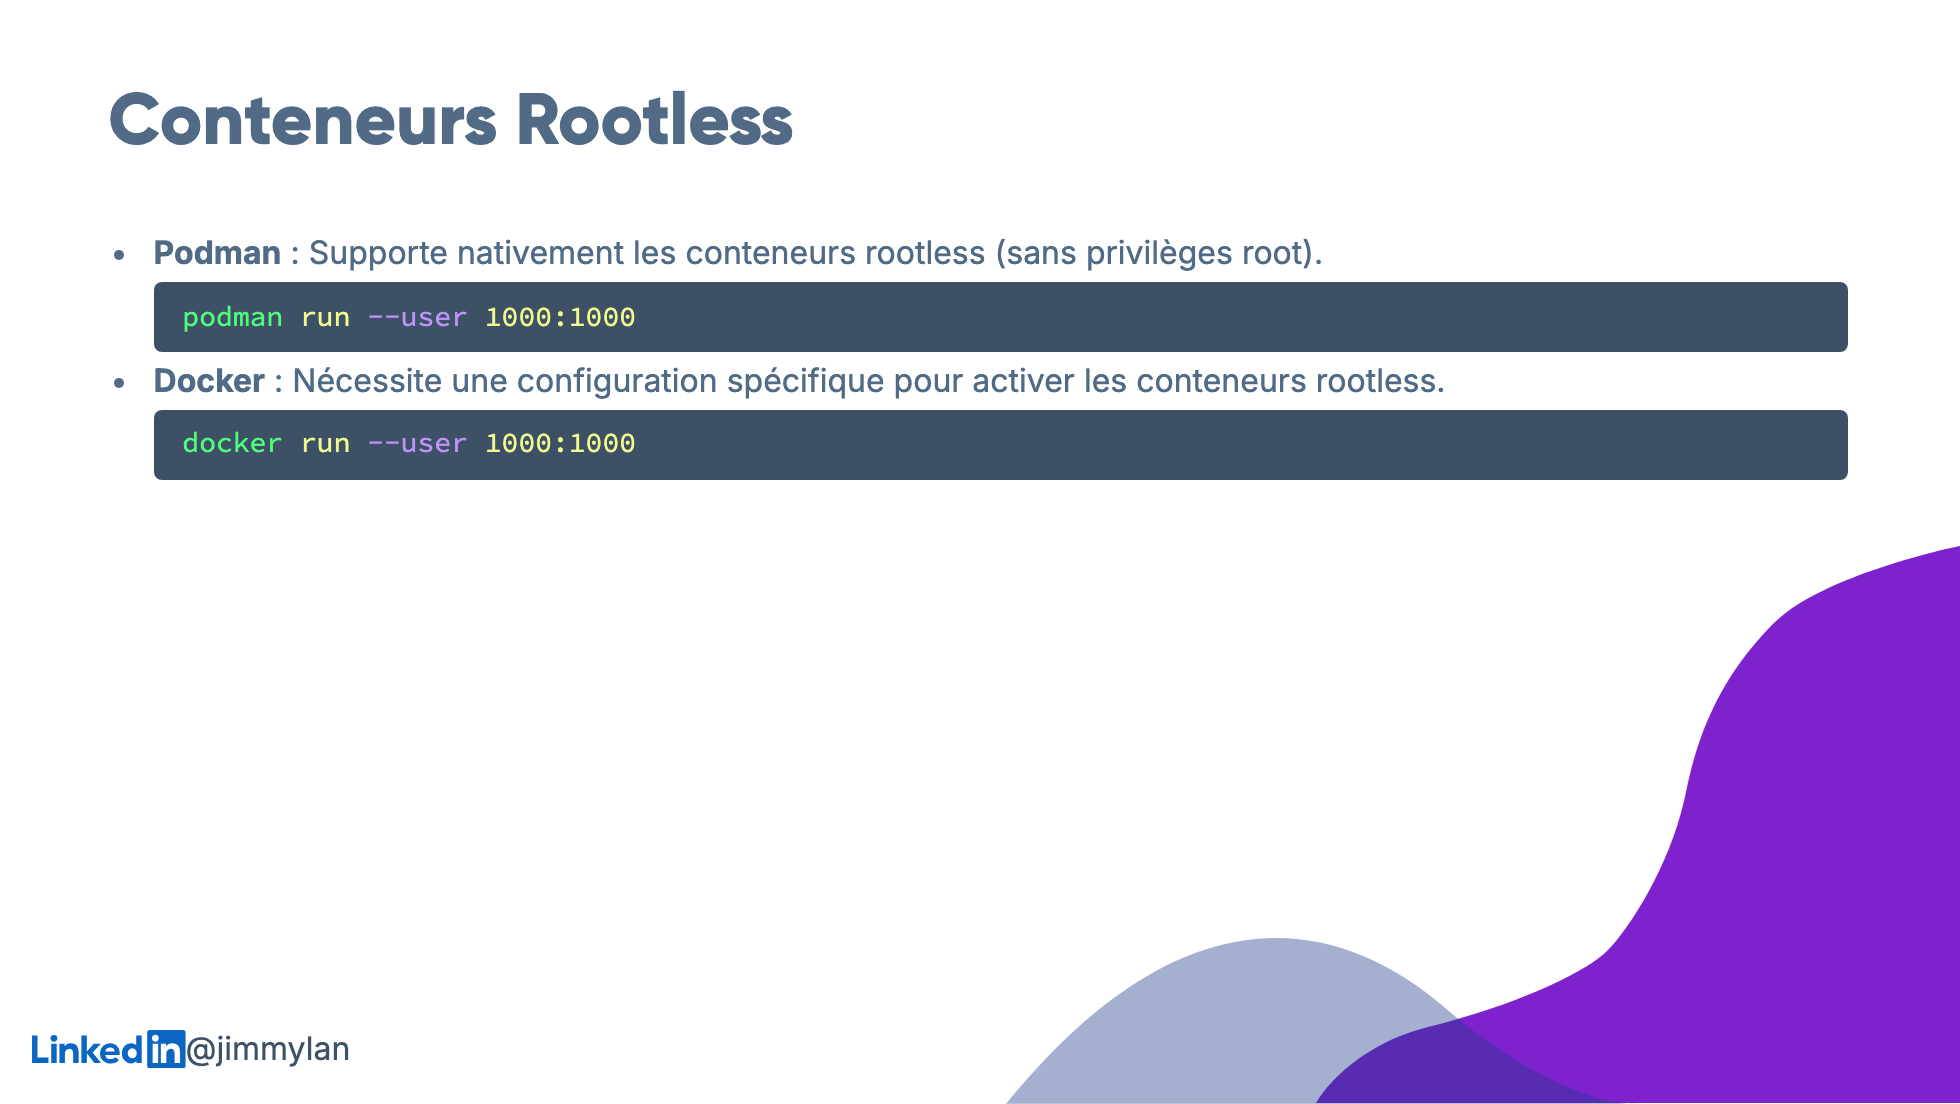 Conteneurs Rootless
• Podman : Supporte nativement les conteneurs rootless (sans privilèges root).
podman run --user 1000:1000
• Docker : Nécessite une configuration spécifique pour activer les conteneurs rootless.
docker run --user 1000:1000
Linkedin@jimmylan